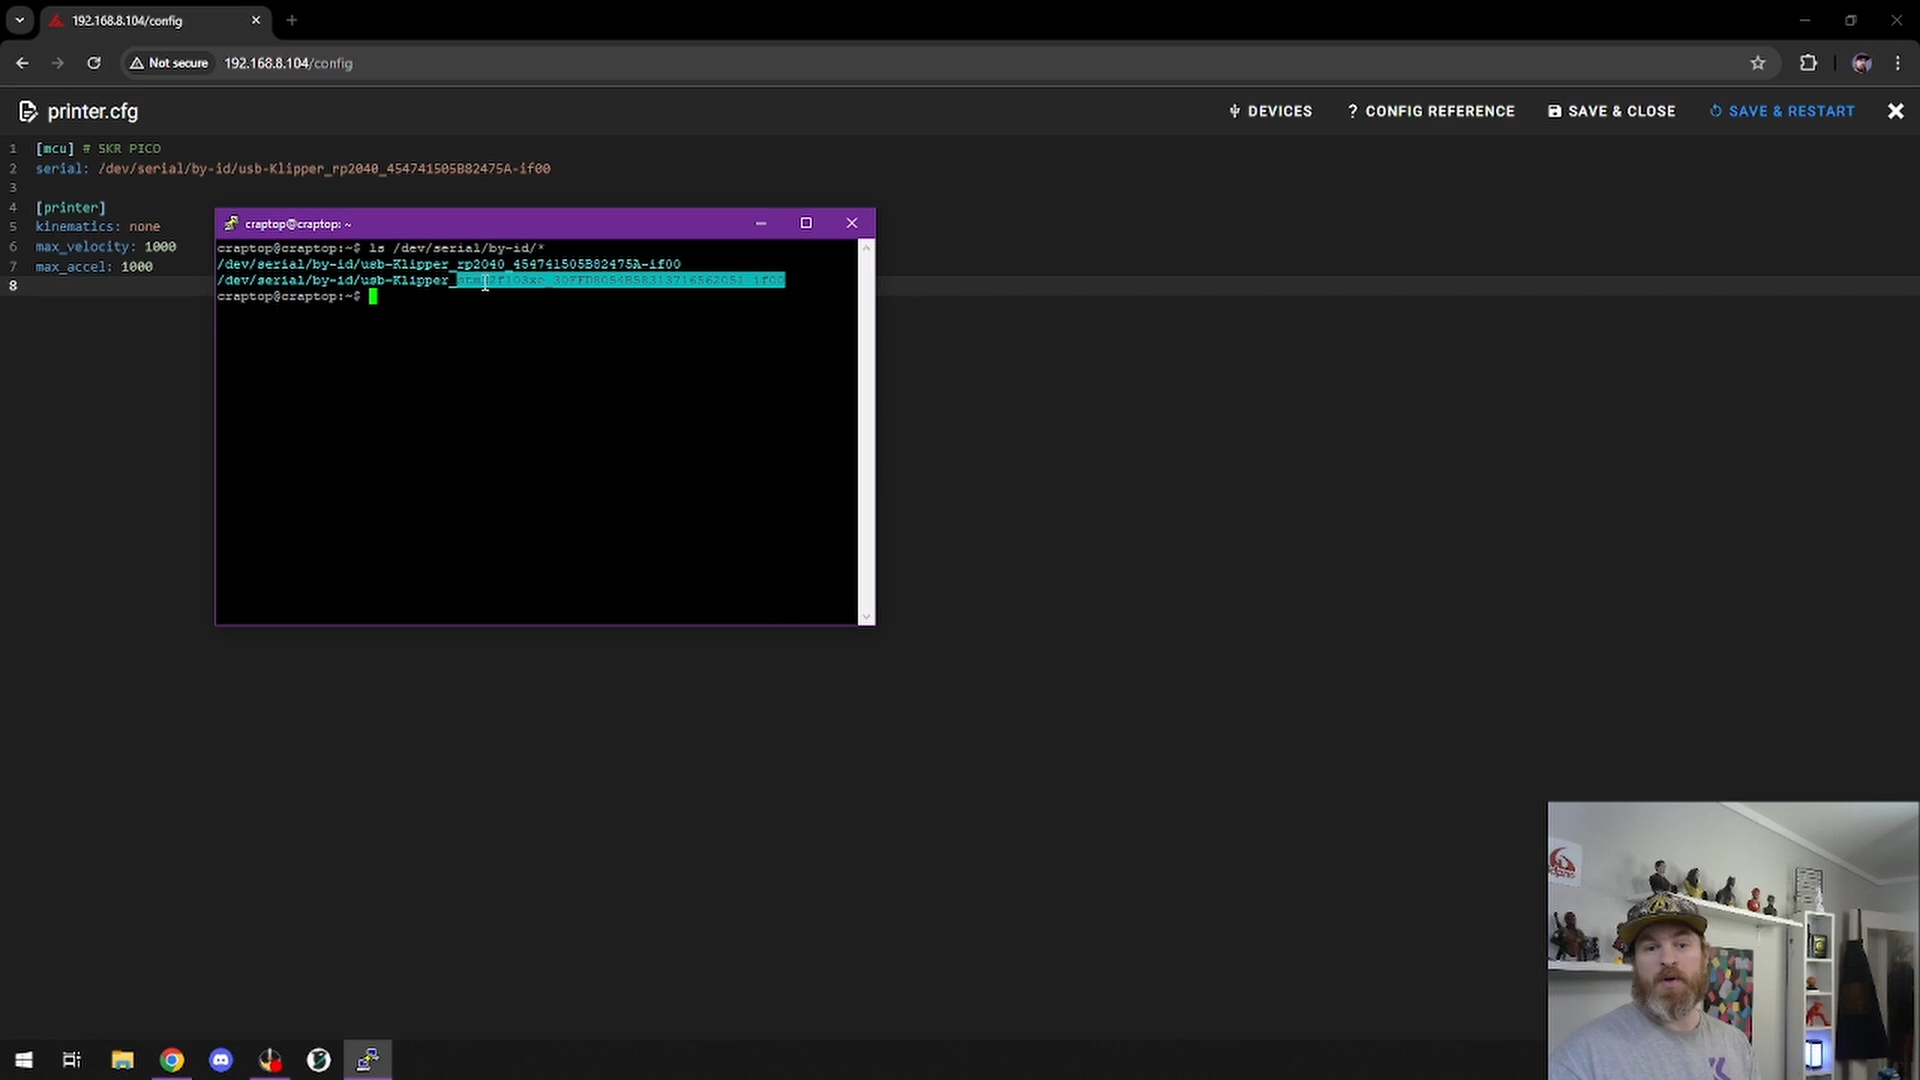 192.168.8.104/config
Not secure
192.168.8.104/config
printer.cfg
DEVICES
? CONFIG REFERENCE
SAVE & CLOSE
SAVE & RESTART
1 [mcu] # SKR PICO
2 serial: /dev/serial/by-id/usb-Klipper_rp2040_454741505B82475A-if00
3
4 [printer]
5 kinematics: none
6 max_velocity: 1000
7 max_accel: 1000
8
craptop@craptop: ~
craptop@craptop:~$ ls /dev/serial/by-id/*
/dev/serial/by-id/usb-Klipper_rp2040_454741505B82475A-if00
/dev/serial/by-id/usb-Klipper_
craptop@craptop:~$